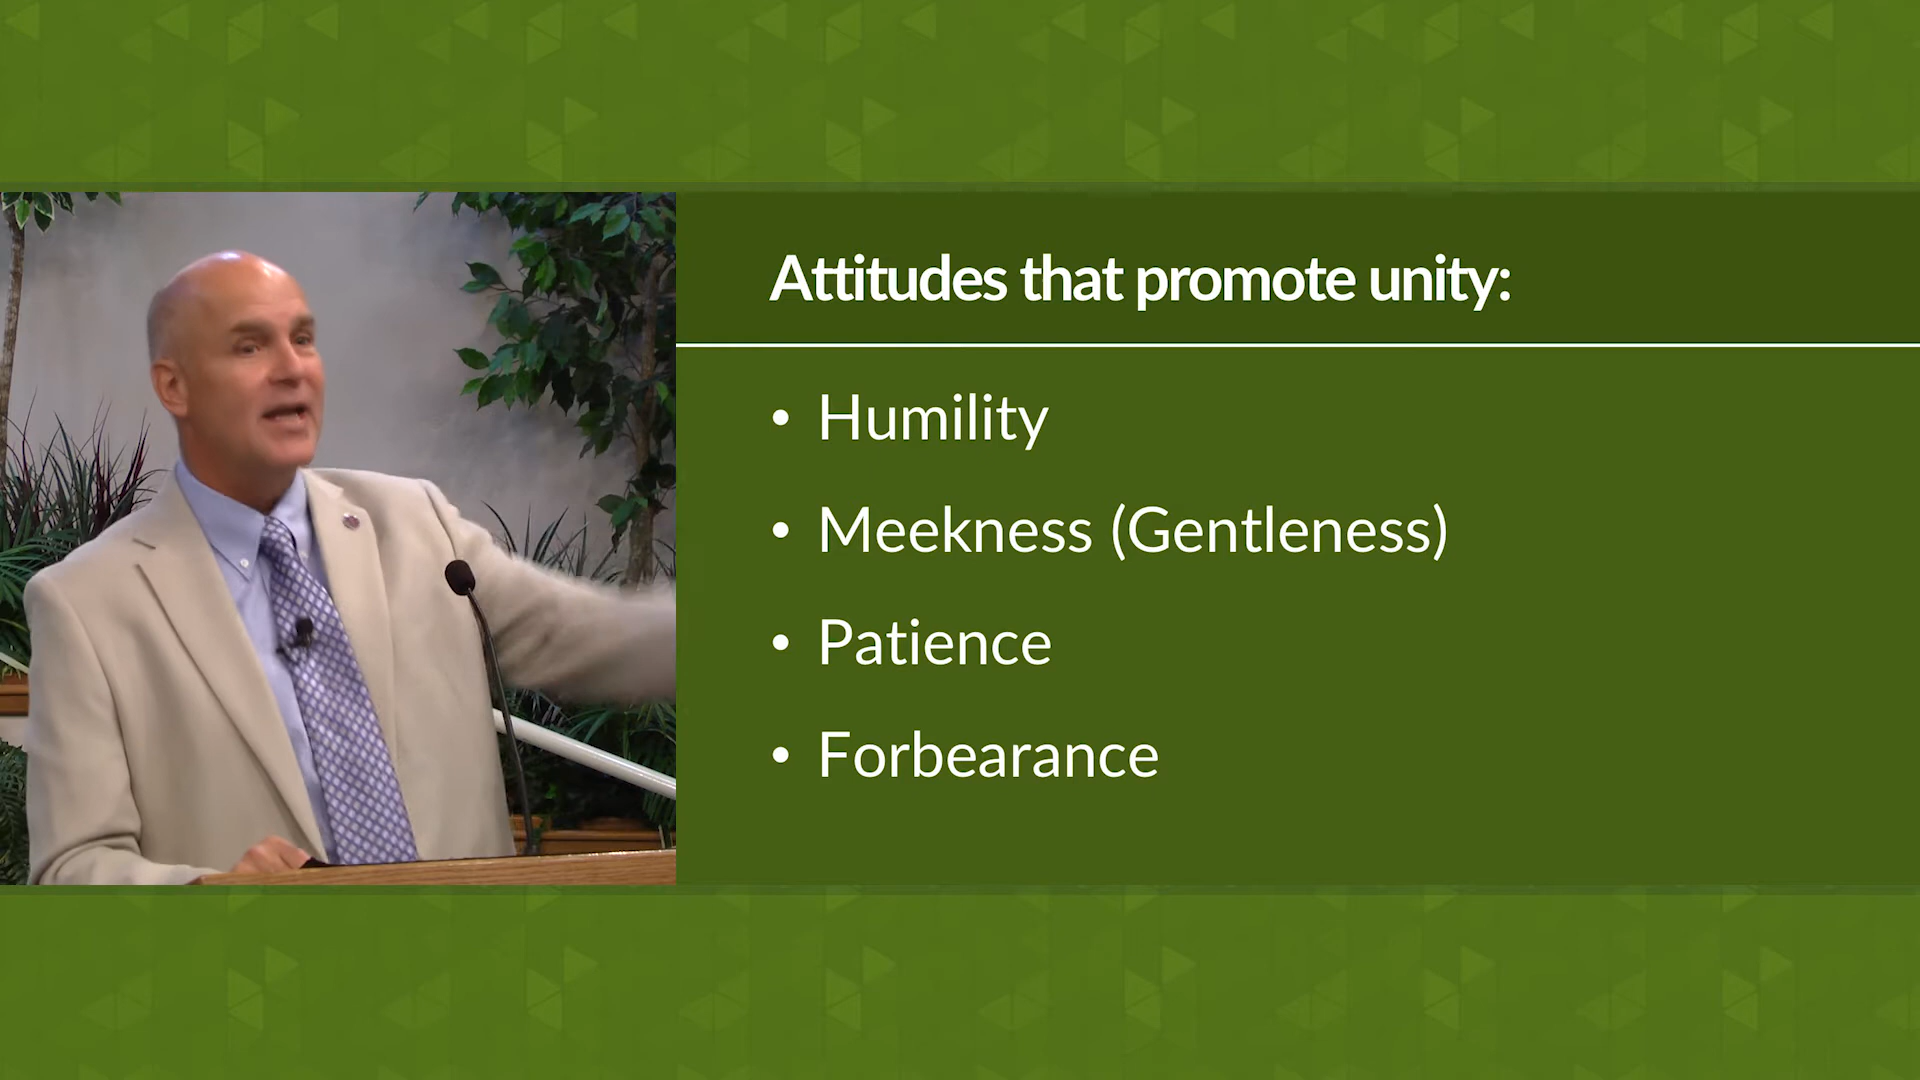 Attitudes that promote unity:
• Humility
• Meekness (Gentleness)
• Patience
• Forbearance